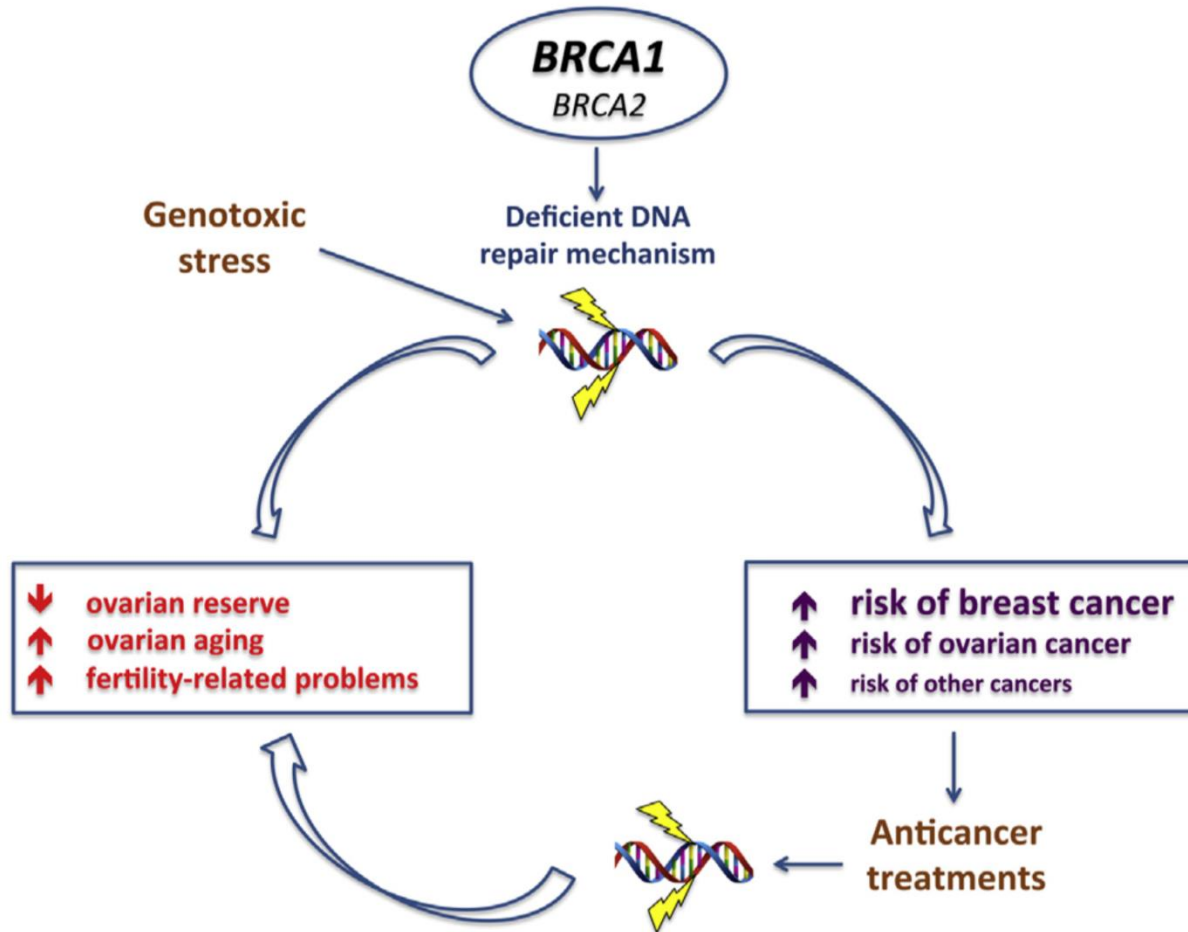 BRCA1
BRCA2
Genotoxic
stress
Deficient DNA
repair mechanism
ovarian reserve
ovarian aging
fertility-related problems
risk of breast cancer
risk of ovarian cancer
risk of other cancers
Anticancer
treatments